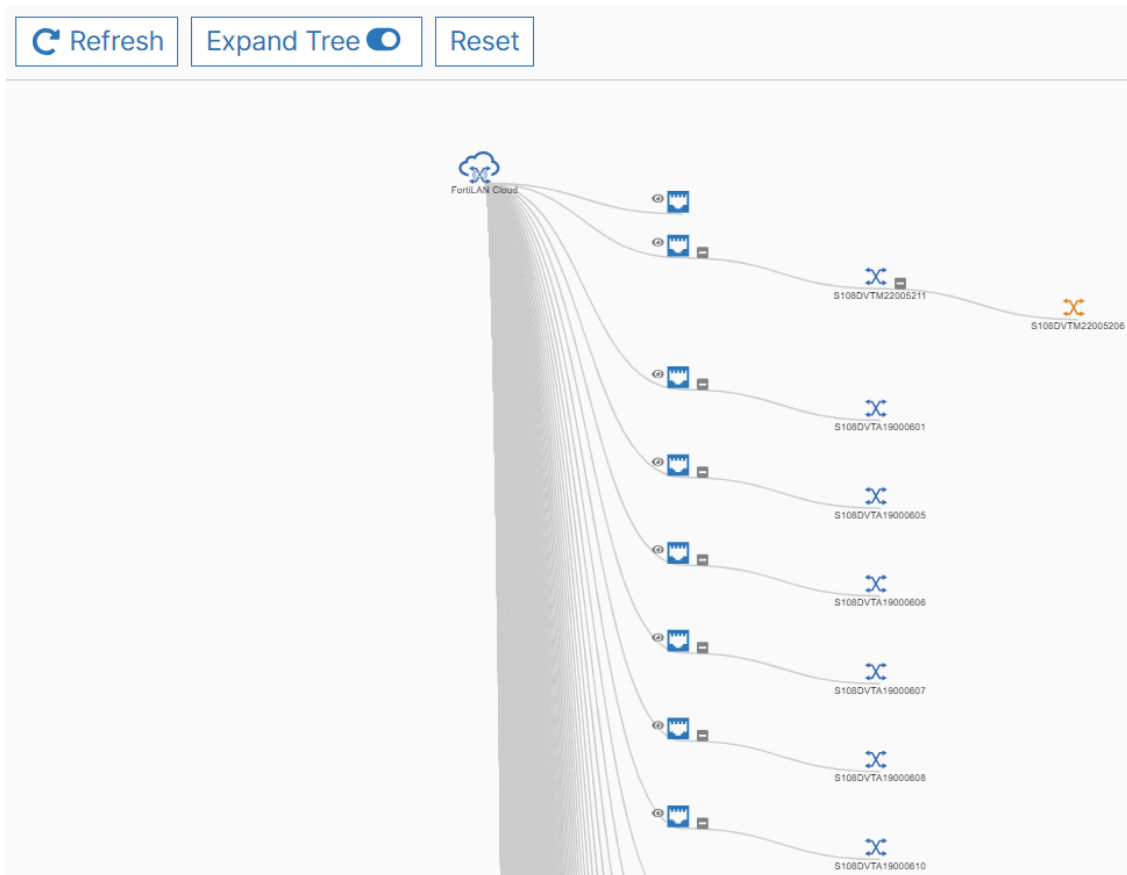 Refresh
Expand Tree
Reset
FortiLAN Cloud
S108DVTM22005211
S108DVTM22005206
S108DVTA19000601
S108DVTA19000605
S108DVTA19000606
S108DVTA19000607
S108DVTA19000608
S108DVTA19000610